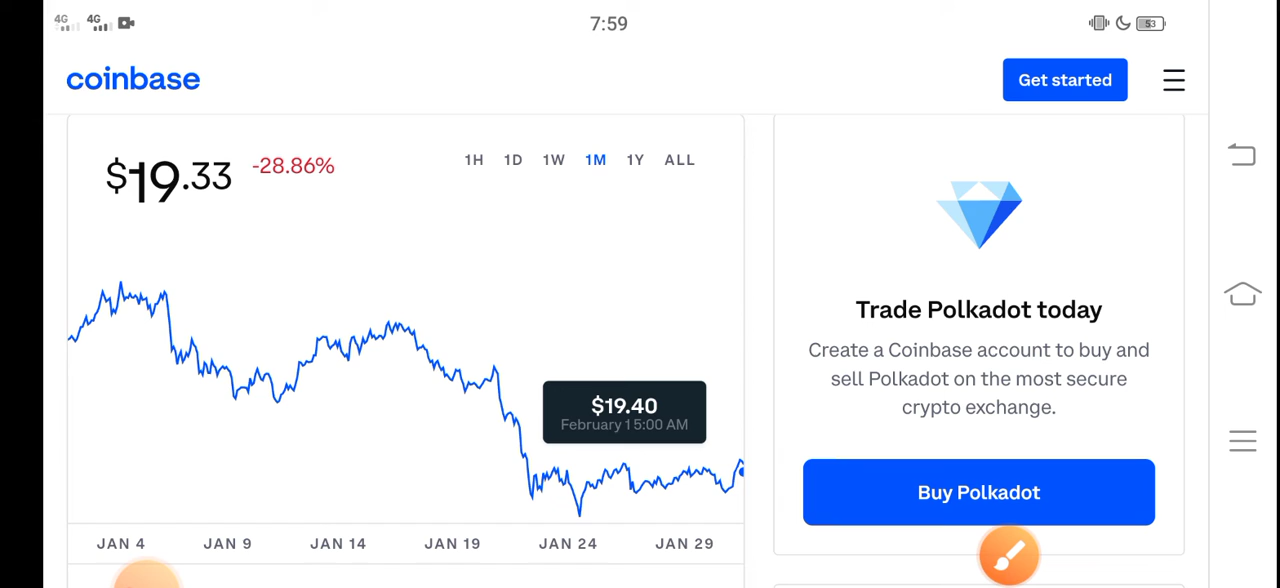 4G 4G 7:59 53
coinbase Get started
$19.33 -28.86% 1H 1D 1W 1M 1Y ALL
Trade Polkadot today
Create a Coinbase account to buy and
sell Polkadot on the most secure
crypto exchange.
$19.40
February 1 5:00 AM
Buy Polkadot
JAN 4 JAN 9 JAN 14 JAN 19 JAN 24 JAN 29